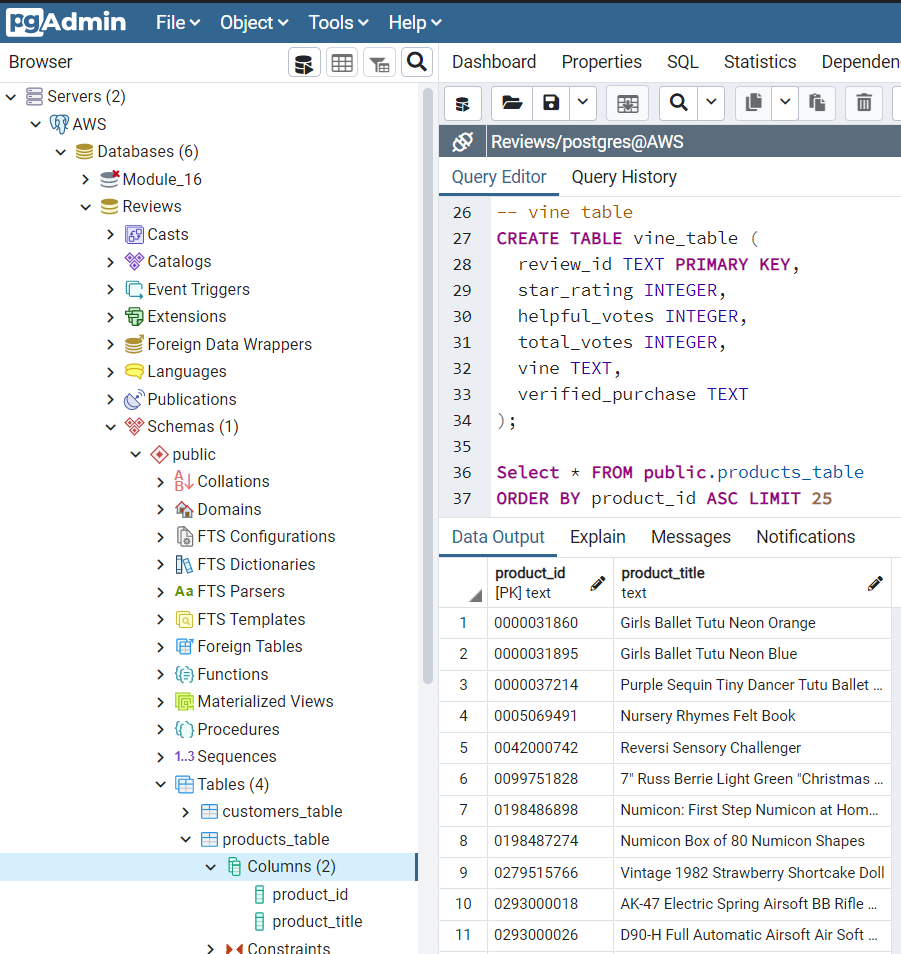 pgAdmin File Object Tools Help
Browser
Dashboard Properties SQL Statistics Dependen
Servers (2)
AWS
Databases (6)
Module_16
Reviews
Casts
Catalogs
Event Triggers
Extensions
Foreign Data Wrappers
Languages
Publications
Schemas (1)
public
Collations
Domains
FTS Configurations
FTS Dictionaries
Aa FTS Parsers
FTS Templates
Foreign Tables
Functions
Materialized Views
Procedures
1..3 Sequences
Tables (4)
customers_table
products_table
Columns (2)
product_id
product_title
Constraints
Reviews/postgres@AWS
Query Editor Query History
26 -- vine table
27 CREATE TABLE vine_table (
28 review_id TEXT PRIMARY KEY,
29 star_rating INTEGER,
30 helpful_votes INTEGER,
31 total_votes INTEGER,
32 vine TEXT,
33 verified_purchase TEXT
34 );
35
36 Select * FROM public.products_table
37 ORDER BY product_id ASC LIMIT 25
Data Output Explain Messages Notifications
product_id product_title
[PK] text text
1 0000031860 Girls Ballet Tutu Neon Orange
2 0000031895 Girls Ballet Tutu Neon Blue
3 0000037214 Purple Sequin Tiny Dancer Tutu Ballet ...
4 0005069491 Nursery Rhymes Felt Book
5 0042000742 Reversi Sensory Challenger
6 0099751828 7" Russ Berrie Light Green "Christmas ...
7 0198486898 Numicon: First Step Numicon at Hom...
8 0198487274 Numicon Box of 80 Numicon Shapes
9 0279515766 Vintage 1982 Strawberry Shortcake Doll
10 0293000018 AK-47 Electric Spring Airsoft BB Rifle ...
11 0293000026 D90-H Full Automatic Airsoft Air Soft ...